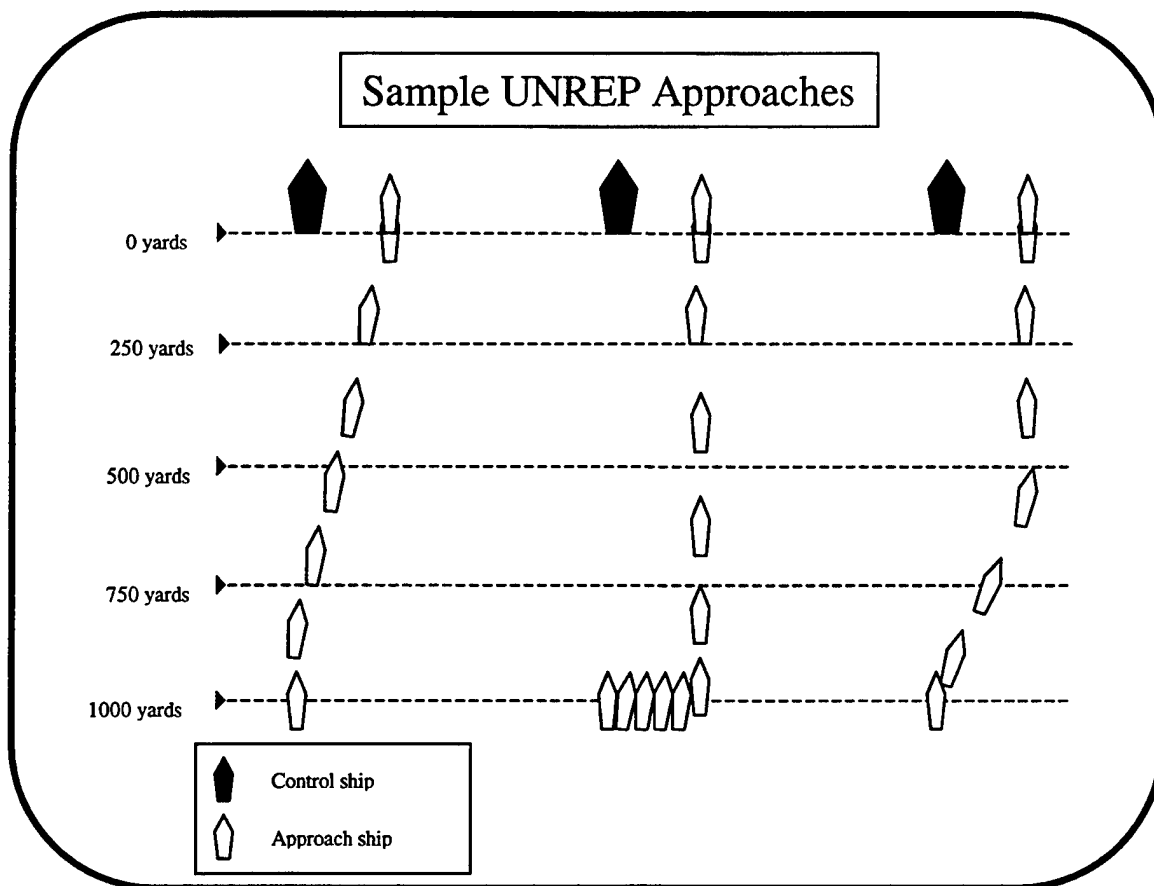 Sample UNREP Approaches
0 yards
250 yards
500 yards
750 yards
1000 yards
Control ship
Approach ship